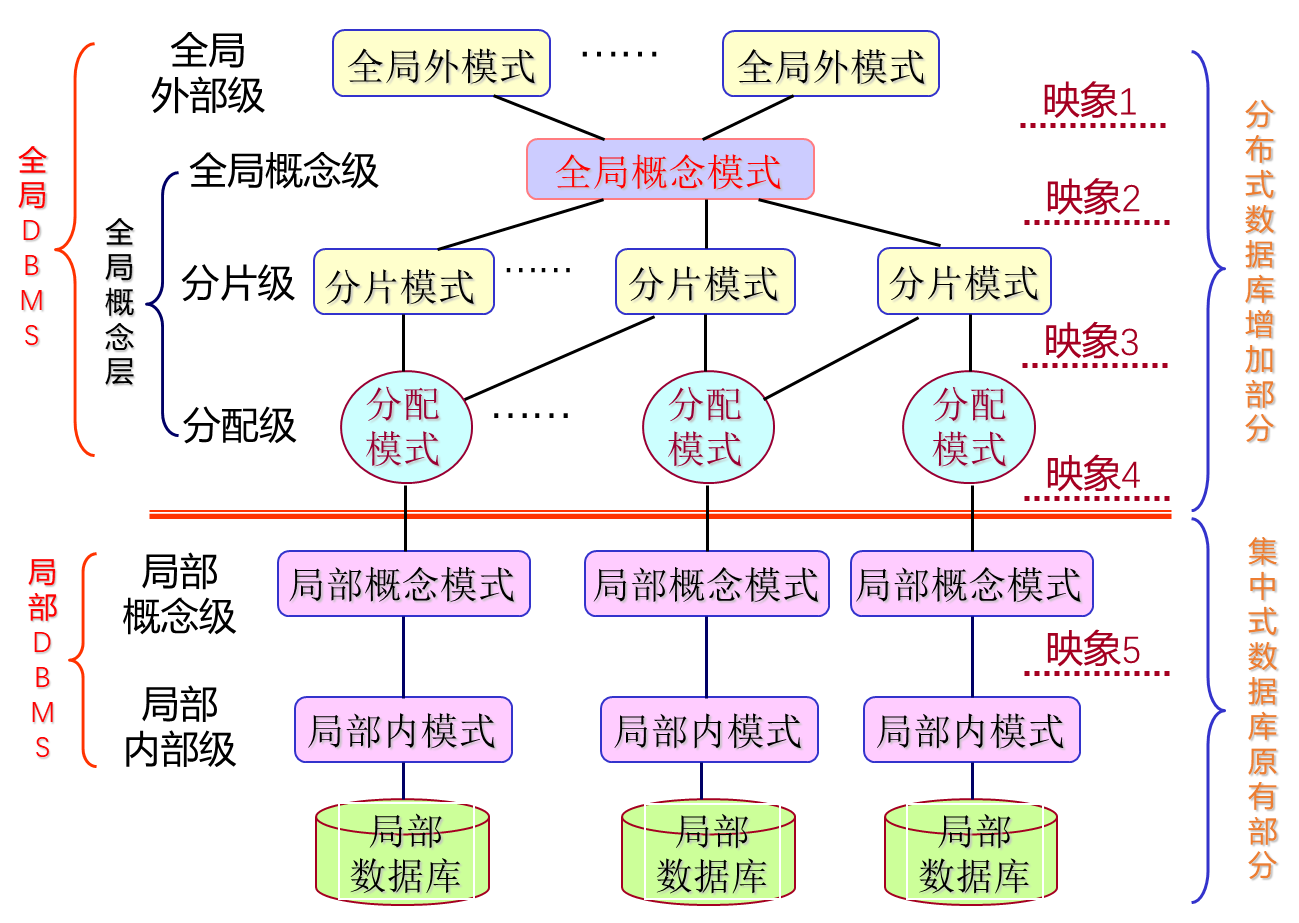 全局
外部级
全局外模式
……
全局外模式
映象1
全局概念级
全局概念模式
映象2
分片级
分片模式
……
分片模式
分片模式
映象3
分配级
分配
模式
……
分配
模式
分配
模式
映象4
全局DBMS
全局概念层
分布式数据库增加部分
局部
概念级
局部概念模式
局部概念模式
局部概念模式
映象5
局部
内部级
局部内模式
局部内模式
局部内模式
局部
数据库
局部
数据库
局部
数据库
局部DBMS
集中式数据库原有部分